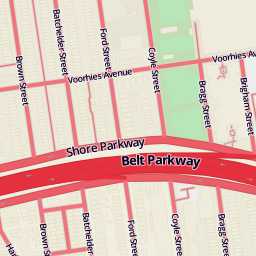 Batchelder Street
Ford Street
Coyle Street
Voorhies Av
Brown Street
Voorhies Avenue
Bragg Street
Brigham Street
Shore Parkway
Belt Parkway
Brown Street
Batchelder
Ford Street
Coyle Street
Bragg Street